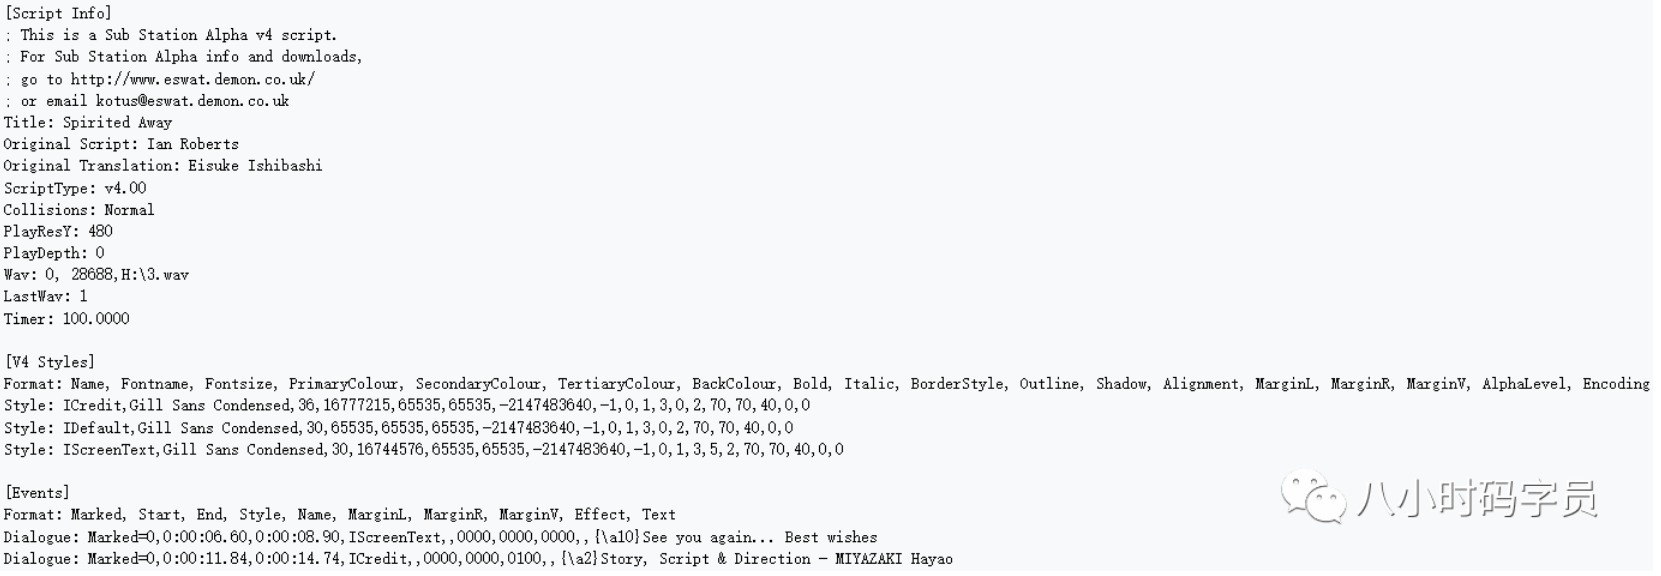 [Script Info]
; This is a Sub Station Alpha v4 script.
; For Sub Station Alpha info and downloads,
; go to http://www.eswat.demon.co.uk/
; or email kotus@eswat.demon.co.uk
Title: Spirited Away
Original Script: Ian Roberts
Original Translation: Eisuke Ishibashi
ScriptType: v4.00
Collisions: Normal
PlayResY: 480
PlayDepth: 0
Wav: 0, 28688,H:\3.wav
LastWav: 1
Timer: 100.0000
[V4 Styles]
Format: Name, Fontname, Fontsize, PrimaryColour, SecondaryColour, TertiaryColour, BackColour, Bold, Italic, BorderStyle, Outline, Shadow, Alignment, MarginL, MarginR, MarginV, AlphaLevel, Encoding
Style: ICredit,Gill Sans Condensed,36,16777215,65535,65535,-2147483640,-1,0,1,3,0,2,70,70,40,0,0
Style: IDefault,Gill Sans Condensed,30,65535,65535,65535,-2147483640,-1,0,1,3,0,2,70,70,40,0,0
Style: IScreenText,Gill Sans Condensed,30,16744576,65535,65535,-2147483640,-1,0,1,3,5,2,70,70,40,0,0
[Events]
Format: Marked, Start, End, Style, Name, MarginL, MarginR, MarginV, Effect, Text
Dialogue: Marked=0,0:00:06.60,0:00:08.90,IScreenText,,0000,0000,0000,,{\a10}See you again... Best wishes
Dialogue: Marked=0,0:00:11.84,0:00:14.74,ICredit,,0000,0000,0100,,{\a2}Story, Script & Direction - MIYAZAKI Hayao
八小时码字员